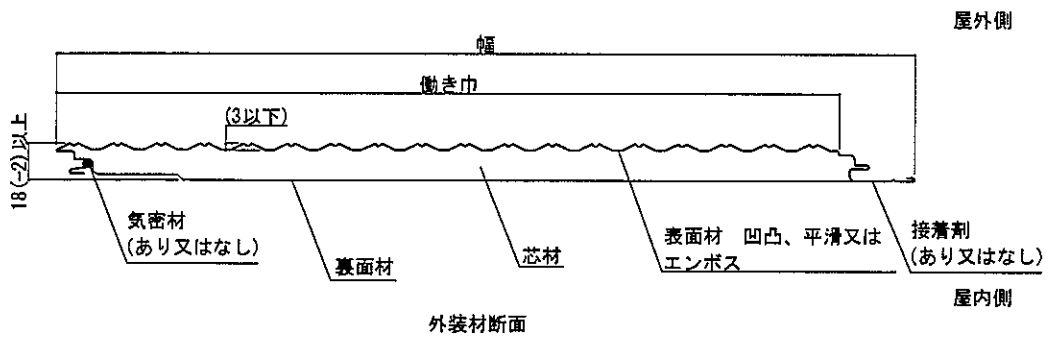 屋外側
幅
働き巾
(3以下)
18(-2)以上
気密材
(あり又はなし)
裏面材
芯材
表面材 凹凸、平滑又は
エンボス
接着剤
(あり又はなし)
屋内側
外装材断面